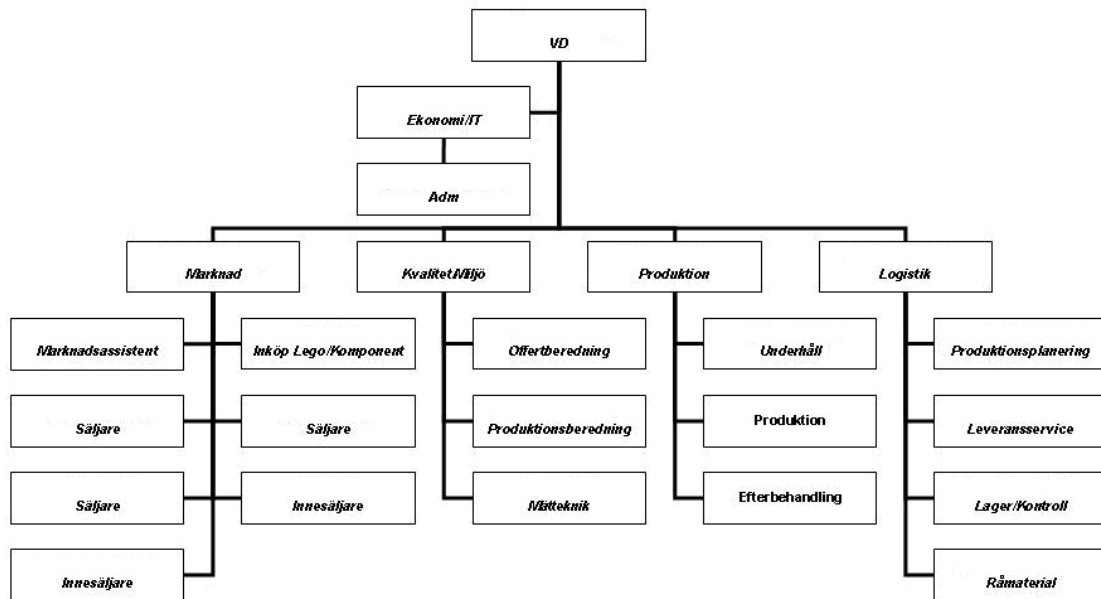 VD
Ekonomi/IT
Adm
Marknad
Kvalitet/Miljö
Produktion
Logistik
Marknadsassistent
Inköp Lego/Komponent
Offertberedning
Underhåll
Produktionsplanering
Säljare
Säljare
Produktionsberedning
Produktion
Leveransservice
Säljare
Innesäljare
Mätteknik
Efterbehandling
Lager/Kontroll
Innesäljare
Råmaterial